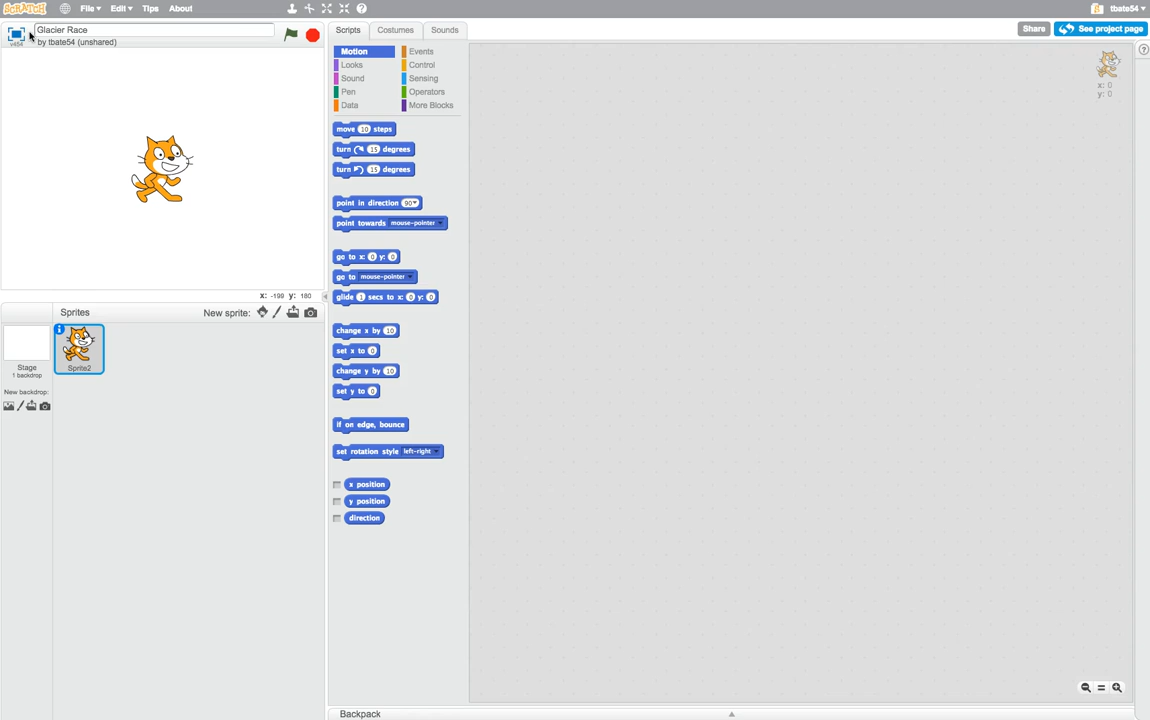 SCRATCH File▾ Edit▾ Tips About tbate54▾
Glacier Race
v454
by tbate54 (unshared)
Scripts Costumes Sounds
Share See project page
Motion Events
Looks Control
Sound Sensing
Pen Operators
Data More Blocks
x: 0
y: 0
move 10 steps
turn 15 degrees
turn 15 degrees
point in direction 90▾
point towards mouse-pointer
go to x: 0 y: 0
go to mouse-pointer
glide 1 secs to x: 0 y: 0
change x by 10
set x to 0
change y by 10
set y to 0
if on edge, bounce
set rotation style left-right
x position
y position
direction
x: -199 y: 180
Sprites New sprite:
Stage
1 backdrop
Sprite2
New backdrop:
Backpack